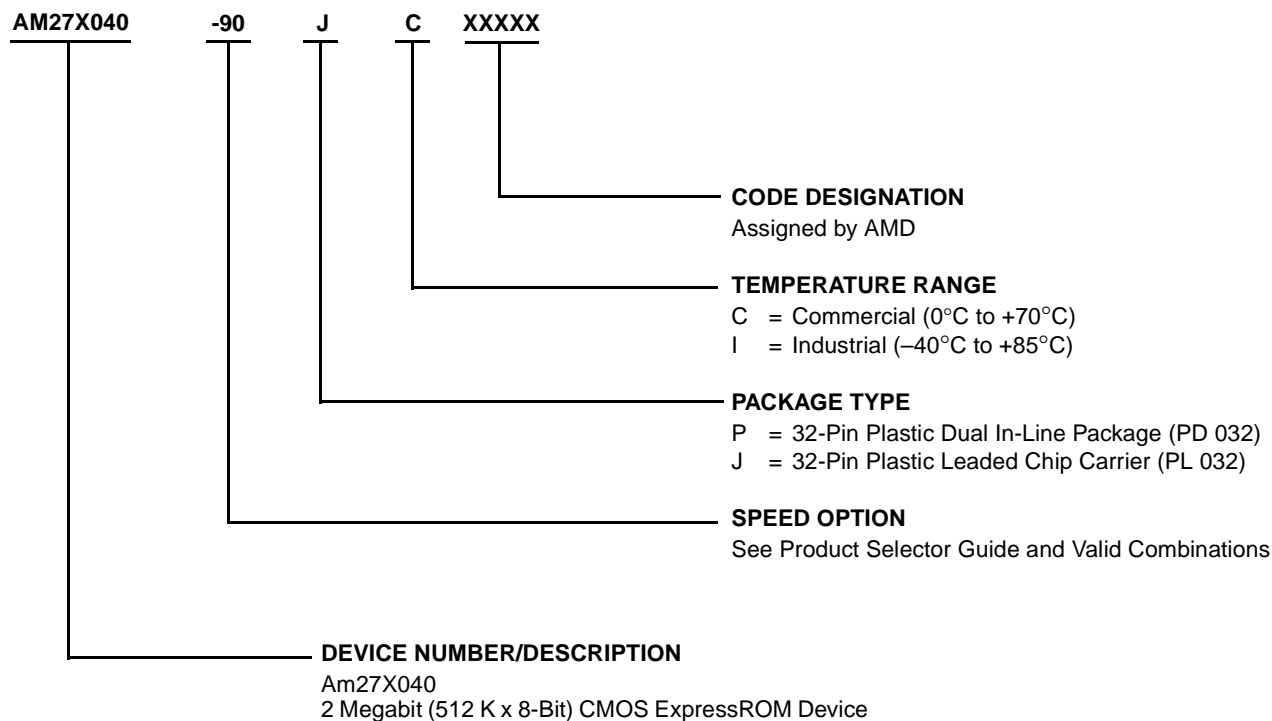 AM27X040 -90 J C XXXXX
CODE DESIGNATION
Assigned by AMD
TEMPERATURE RANGE
C = Commercial (0°C to +70°C)
I = Industrial (–40°C to +85°C)
PACKAGE TYPE
P = 32-Pin Plastic Dual In-Line Package (PD 032)
J = 32-Pin Plastic Leaded Chip Carrier (PL 032)
SPEED OPTION
See Product Selector Guide and Valid Combinations
DEVICE NUMBER/DESCRIPTION
Am27X040
2 Megabit (512 K x 8-Bit) CMOS ExpressROM Device